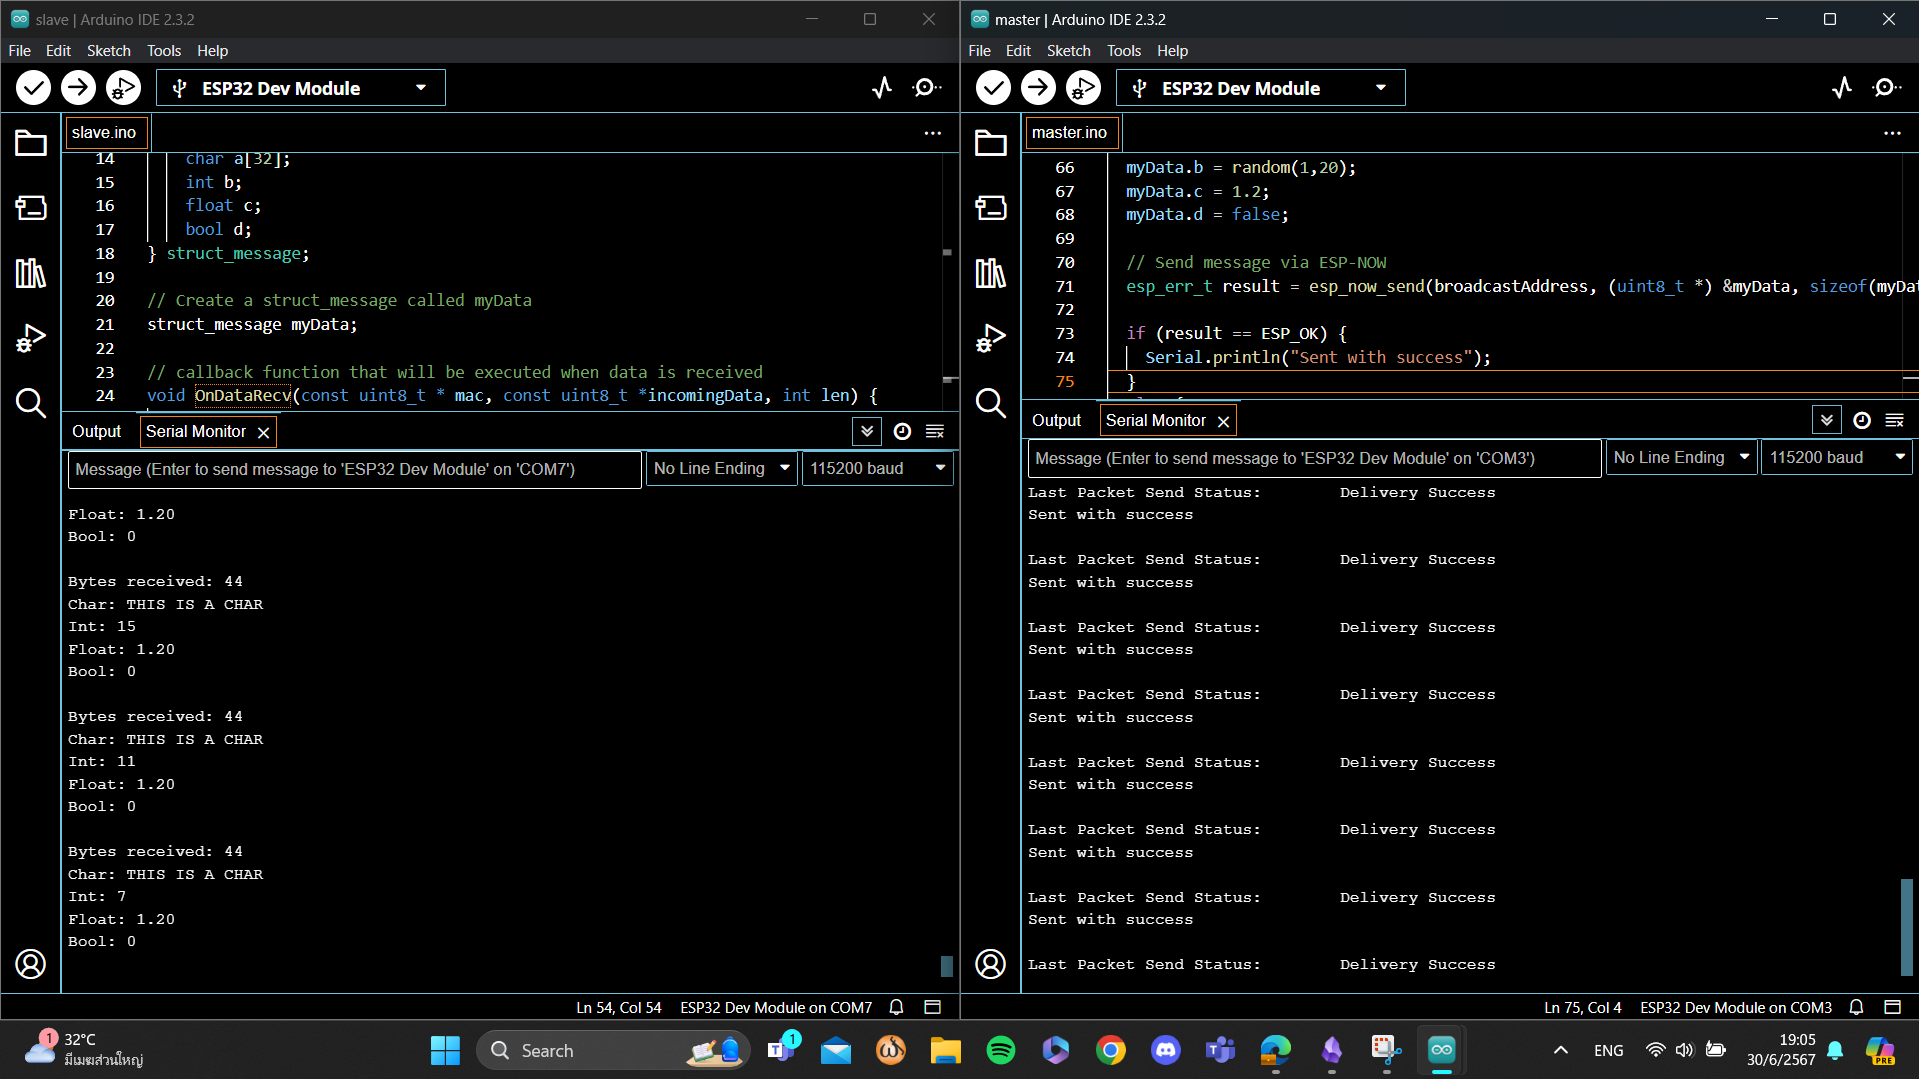 slave | Arduino IDE 2.3.2
File Edit Sketch Tools Help
ESP32 Dev Module
slave.ino
14 char a[32];
15 int b;
16 float c;
17 bool d;
18 } struct_message;
19
20 // Create a struct_message called myData
21 struct_message myData;
22
23 // callback function that will be executed when data is received
24 void OnDataRecv(const uint8_t * mac, const uint8_t *incomingData, int len) {
Output Serial Monitor
Message (Enter to send message to 'ESP32 Dev Module' on 'COM7') No Line Ending 115200 baud
Float: 1.20
Bool: 0
Bytes received: 44
Char: THIS IS A CHAR
Int: 15
Float: 1.20
Bool: 0
Bytes received: 44
Char: THIS IS A CHAR
Int: 11
Float: 1.20
Bool: 0
Bytes received: 44
Char: THIS IS A CHAR
Int: 7
Float: 1.20
Bool: 0
Ln 54, Col 54 ESP32 Dev Module on COM7
master | Arduino IDE 2.3.2
File Edit Sketch Tools Help
ESP32 Dev Module
master.ino
66 myData.b = random(1,20);
67 myData.c = 1.2;
68 myData.d = false;
69
70 // Send message via ESP-NOW
71 esp_err_t result = esp_now_send(broadcastAddress, (uint8_t *) &myData, sizeof(myDat
72
73 if (result == ESP_OK) {
74 Serial.println("Sent with success");
75 }
Output Serial Monitor
Message (Enter to send message to 'ESP32 Dev Module' on 'COM3') No Line Ending 115200 baud
Last Packet Send Status: Delivery Success
Sent with success
Last Packet Send Status: Delivery Success
Sent with success
Last Packet Send Status: Delivery Success
Sent with success
Last Packet Send Status: Delivery Success
Sent with success
Last Packet Send Status: Delivery Success
Sent with success
Last Packet Send Status: Delivery Success
Sent with success
Last Packet Send Status: Delivery Success
Sent with success
Last Packet Send Status: Delivery Success
Ln 75, Col 4 ESP32 Dev Module on COM3
1
32°C
มีเมฆส่วนใหญ่
Search
1
ENG
19:05
30/6/2567
PRE